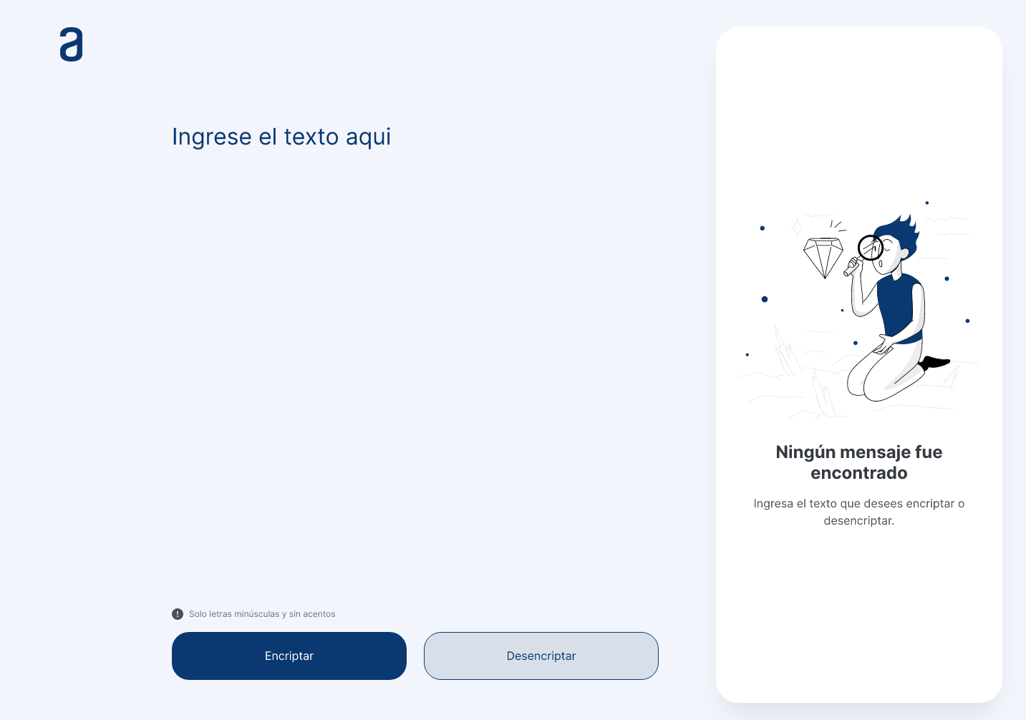 a
Ingrese el texto aqui
Solo letras minúsculas y sin acentos
Encriptar
Desencriptar
Ningún mensaje fue
encontrado
Ingresa el texto que desees encriptar o
desencriptar.